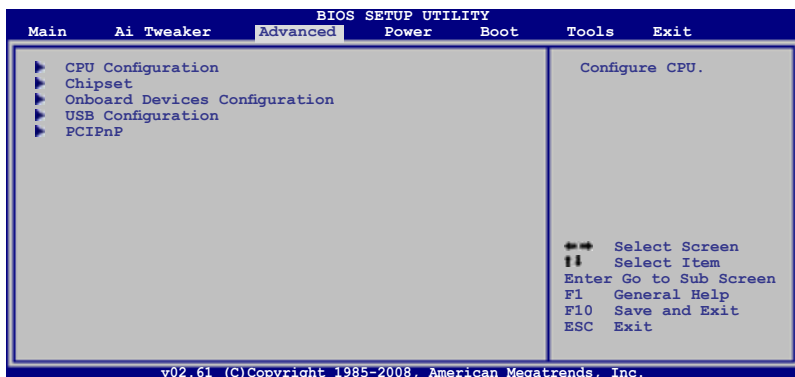 BIOS SETUP UTILITY
Main Ai Tweaker Advanced Power Boot Tools Exit
CPU Configuration
Chipset
Onboard Devices Configuration
USB Configuration
PCIPnP
Configure CPU.
Select Screen
Select Item
Enter Go to Sub Screen
F1 General Help
F10 Save and Exit
ESC Exit
v02.61 (C)Copyright 1985-2008, American Megatrends, Inc.